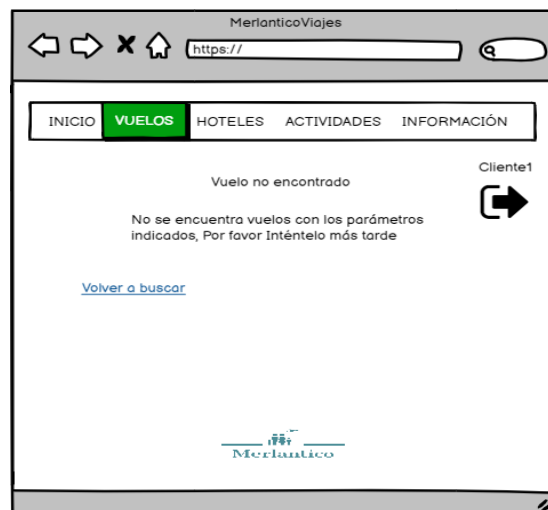 MerlanticoViajes
https://
INICIO VUELOS HOTELES ACTIVIDADES INFORMACIÓN
Cliente1
Vuelo no encontrado
No se encuentra vuelos con los parámetros
indicados, Por favor Inténtelo más tarde
Volver a buscar
Merlantico